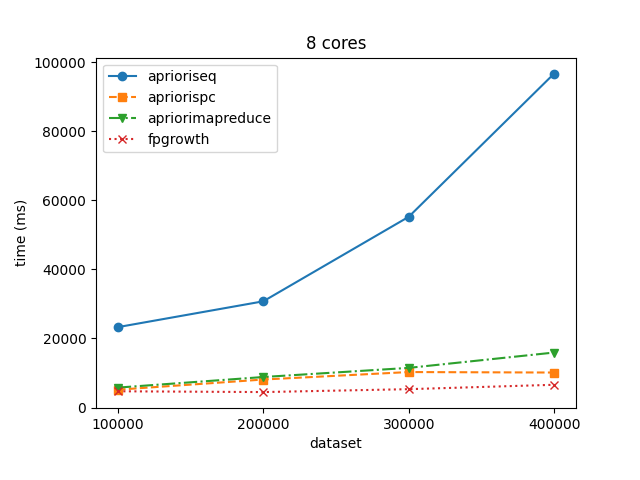 8 cores
aprioriseq
apriorispc
apriorimapreduce
fpgrowth
100000
80000
60000
40000
20000
0
time (ms)
100000 200000 300000 400000
dataset